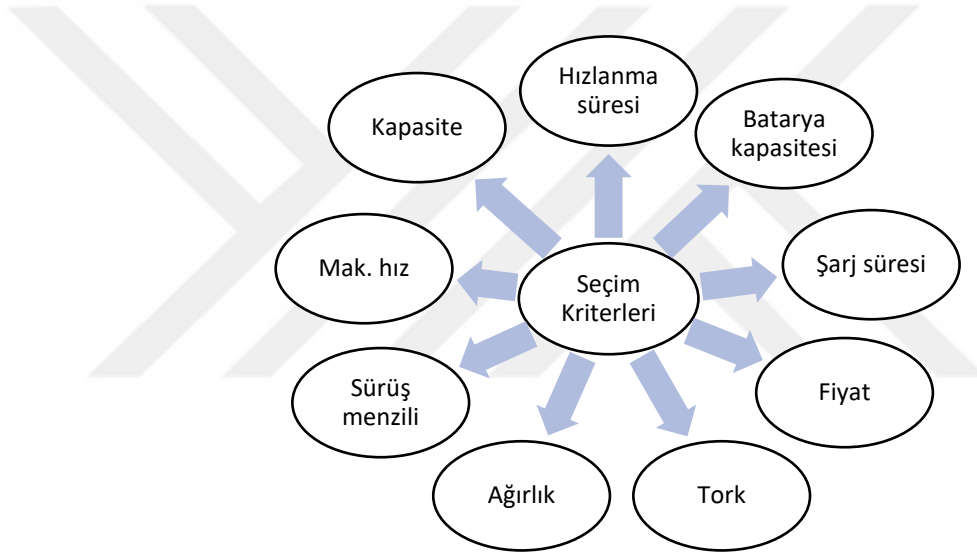 Hızlanma
süresi
Kapasite
Batarya
kapasitesi
Mak. hız
Seçim
Kriterleri
Şarj süresi
Sürüş
menzili
Fiyat
Ağırlık
Tork